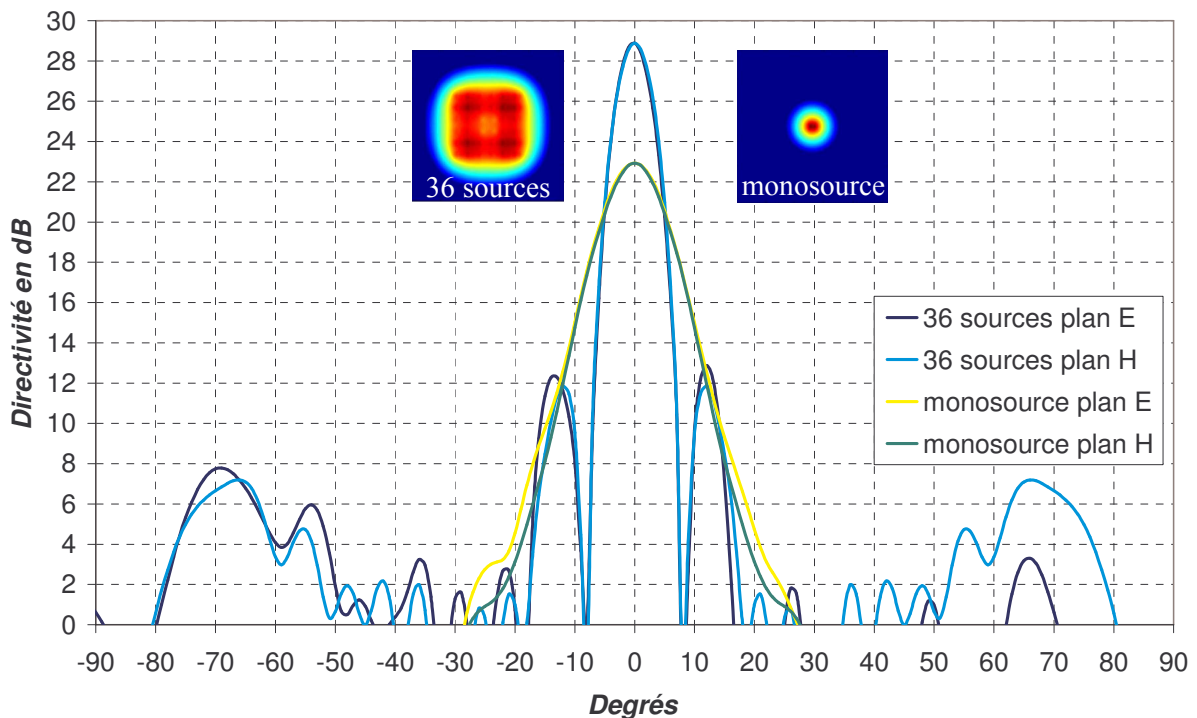 30
28
26
24
22
20
18
16
14
12
10
8
6
4
2
0
Directivité en dB
36 sources
monosource
36 sources plan E
36 sources plan H
monosource plan E
monosource plan H
-90 -80 -70 -60 -50 -40 -30 -20 -10 0 10 20 30 40 50 60 70 80 90
Degrés